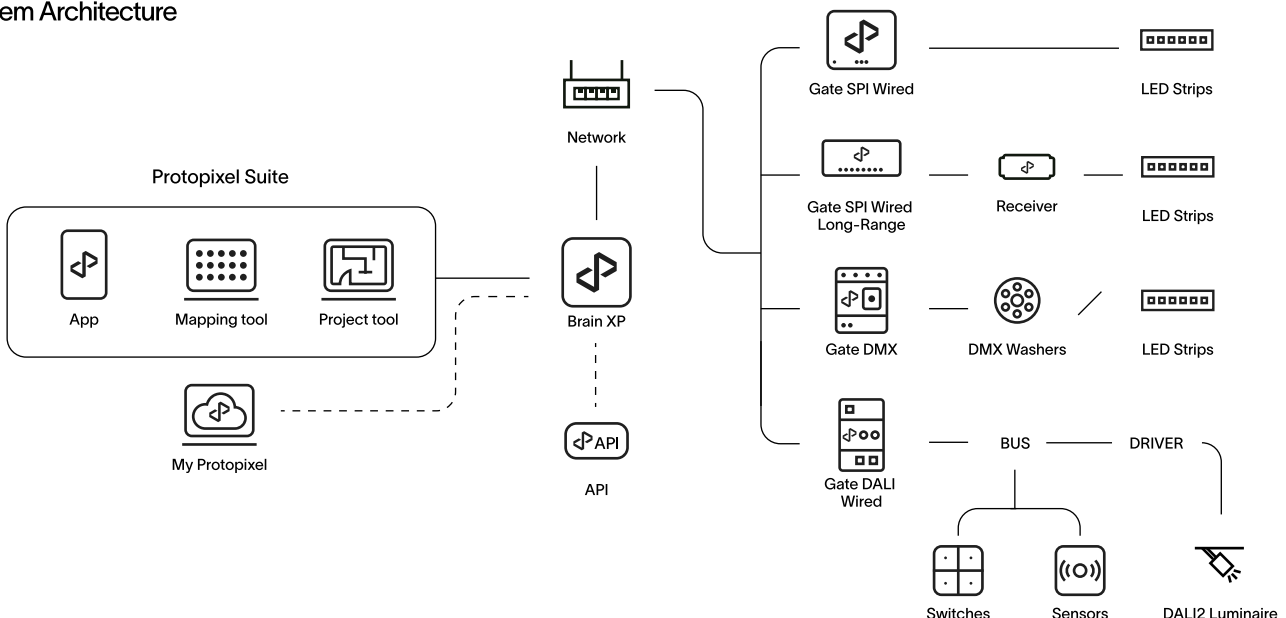 em Architecture
Gate SPI Wired
LED Strips
Network
Protopixel Suite
Gate SPI Wired
Long-Range
Receiver
LED Strips
App
Mapping tool
Project tool
Brain XP
Gate DMX
DMX Washers
LED Strips
My Protopixel
API
API
Gate DALI
Wired
BUS
DRIVER
Switches
Sensors
DALI2 Luminaire